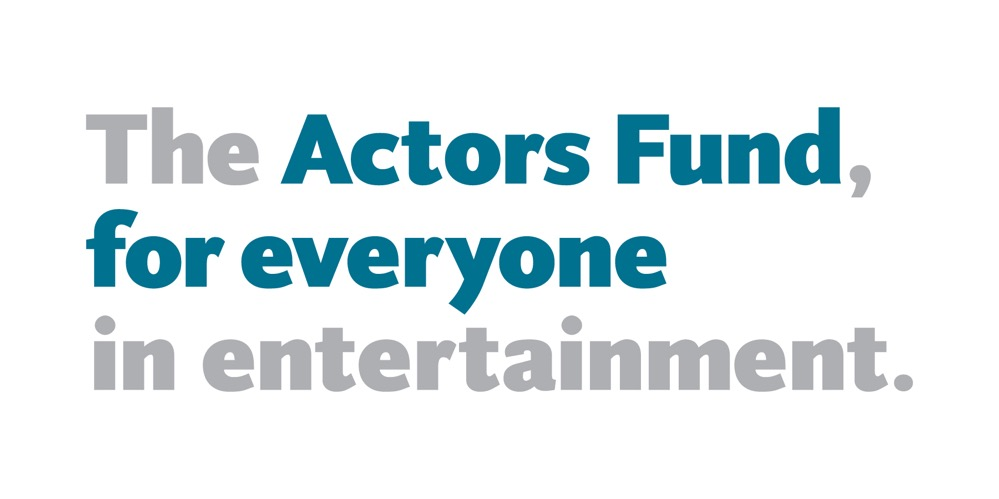 The Actors Fund,
for everyone
in entertainment.